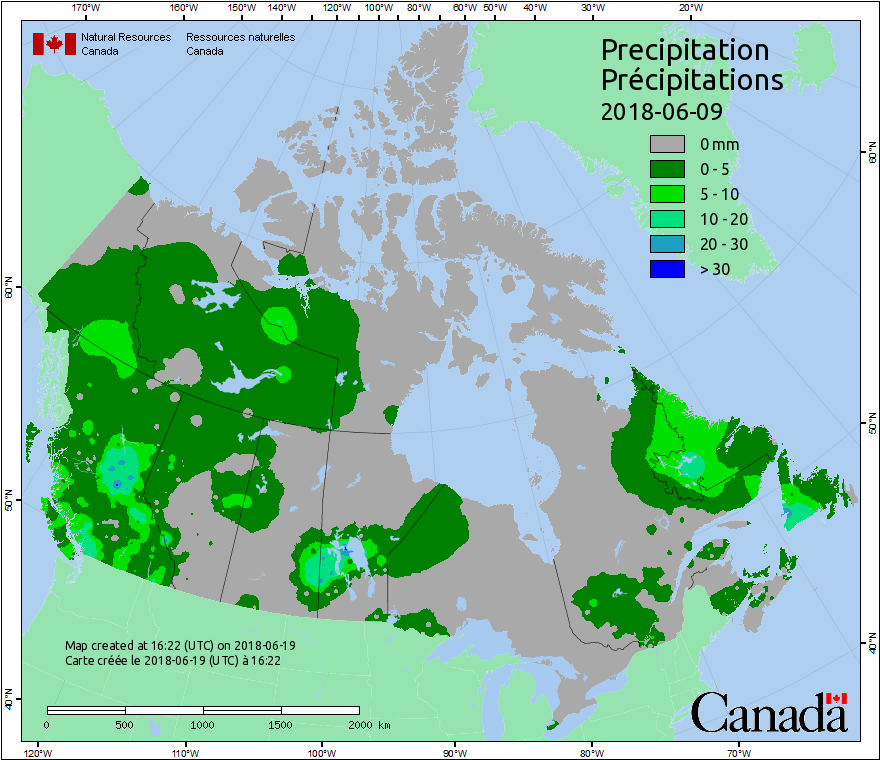 170°W 160°W 150°W 140°W 120°W 100°W 80°W 60°W 50°W 40°W 30°W 20°W
Natural Resources Ressources naturelles
Canada Canada
Precipitation
Précipitations
2018-06-09
0 mm
0 - 5
5 - 10
10 - 20
20 - 30
> 30
60°N
60°N
50°N
50°N
40°N
40°N
Map created at 16:22 (UTC) on 2018-06-19
Carte créée le 2018-06-19 (UTC) à 16:22
0 500 1000 1500 2000 km
Canada
120°W 110°W 100°W 90°W 80°W 70°W